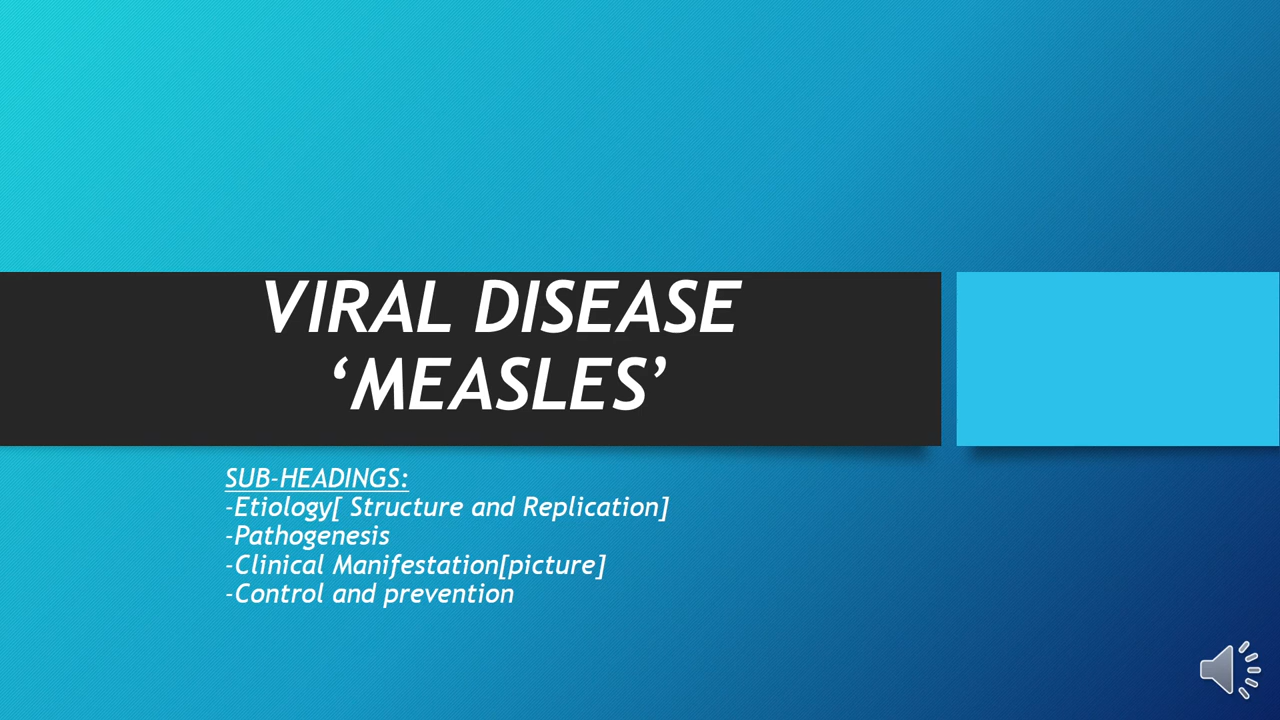 VIRAL DISEASE
‘MEASLES’
SUB-HEADINGS:
-Etiology[ Structure and Replication]
-Pathogenesis
-Clinical Manifestation[picture]
-Control and prevention